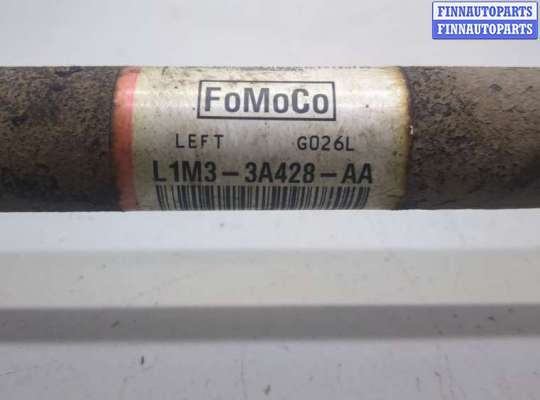 FINNAUTOPARTS
FINNAUTOPARTS
FoMoCo
LEFT G026L
L1M3-3A428-AA